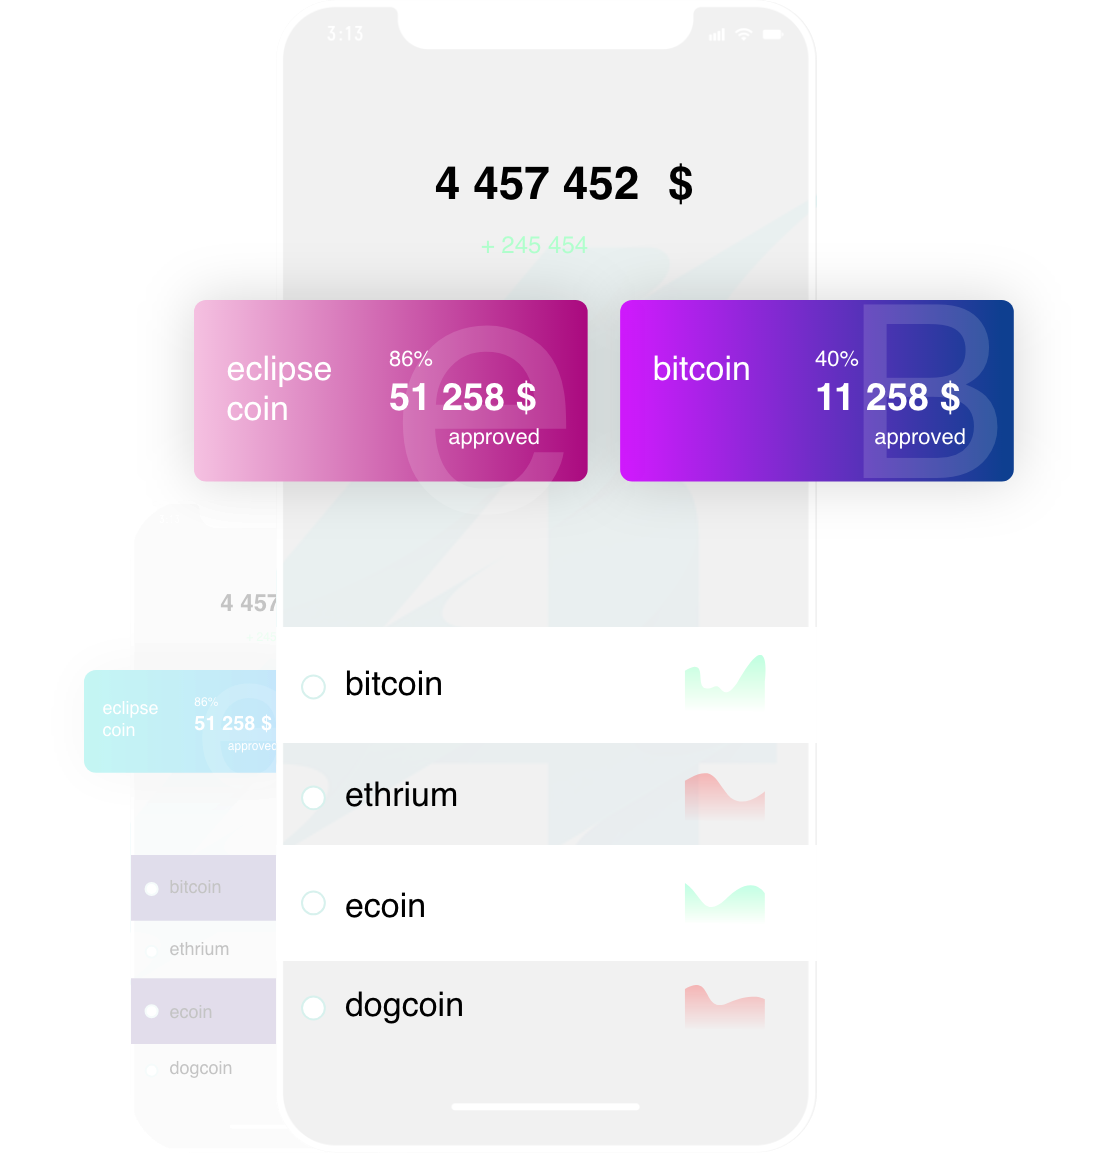 3:13
4 457 452 $
+ 245 454
eclipse
coin
86%
51 258 $
approved
e
bitcoin
40%
11 258 $
approved
B
bitcoin
ethrium
ecoin
dogcoin
4 457
eclipse
coin
86%
51 258 $
approved
e
bitcoin
ethrium
ecoin
dogcoin